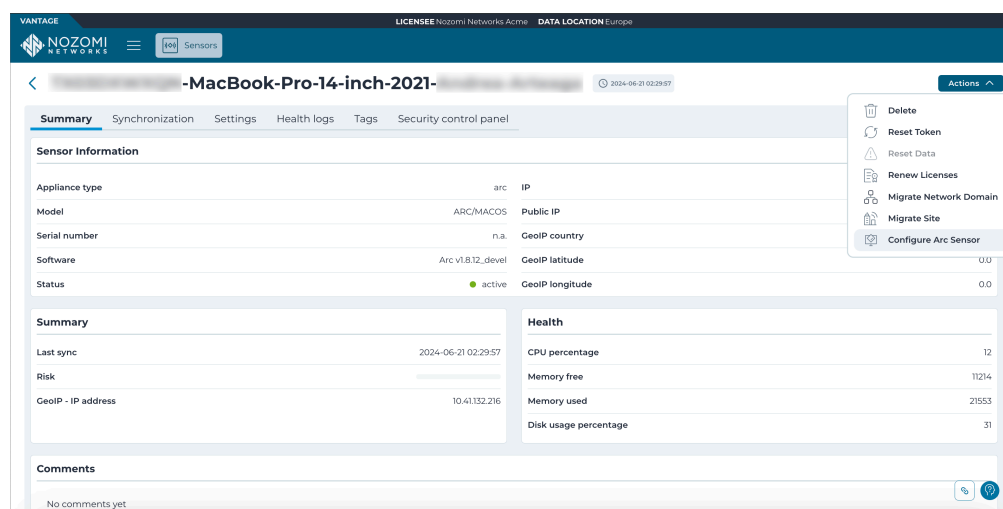 VANTAGE
LICENSEE Nozomi Networks Acme DATA LOCATION Europe
NOZOMI
NETWORKS
Sensors
-MacBook-Pro-14-inch-2021-
2024-06-21 02:29:57
Actions
Delete
Reset Token
Reset Data
Renew Licenses
Migrate Network Domain
Migrate Site
Configure Arc Sensor
Summary Synchronization Settings Health logs Tags Security control panel
Sensor Information
Appliance type arc IP
Model ARC/MACOS Public IP
Serial number n.a. GeoIP country
Software Arc v1.8.12_devel GeoIP latitude 0.0
Status active GeoIP longitude 0.0
Summary Health
Last sync 2024-06-21 02:29:57 CPU percentage 12
Risk Memory free 11214
GeoIP - IP address 10.41.132.216 Memory used 21553
Disk usage percentage 31
Comments
No comments yet